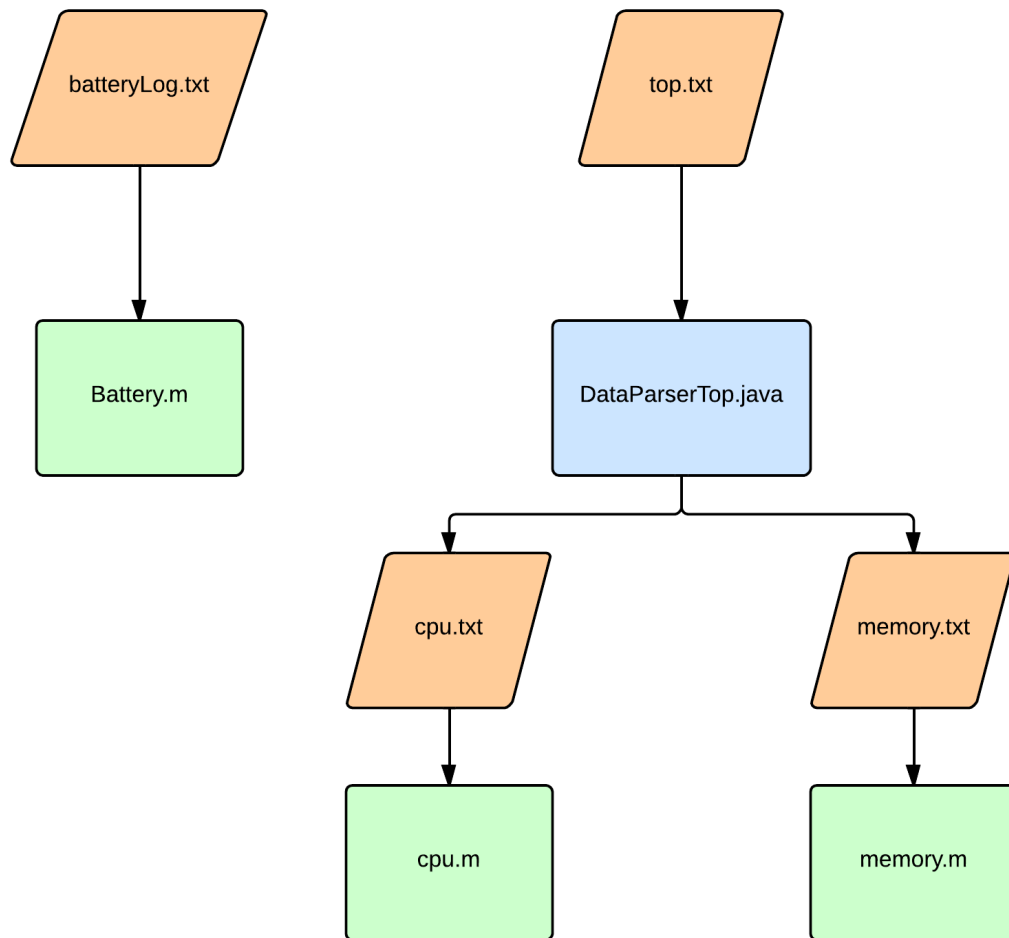 batteryLog.txt
top.txt
Battery.m
DataParserTop.java
cpu.txt
memory.txt
cpu.m
memory.m